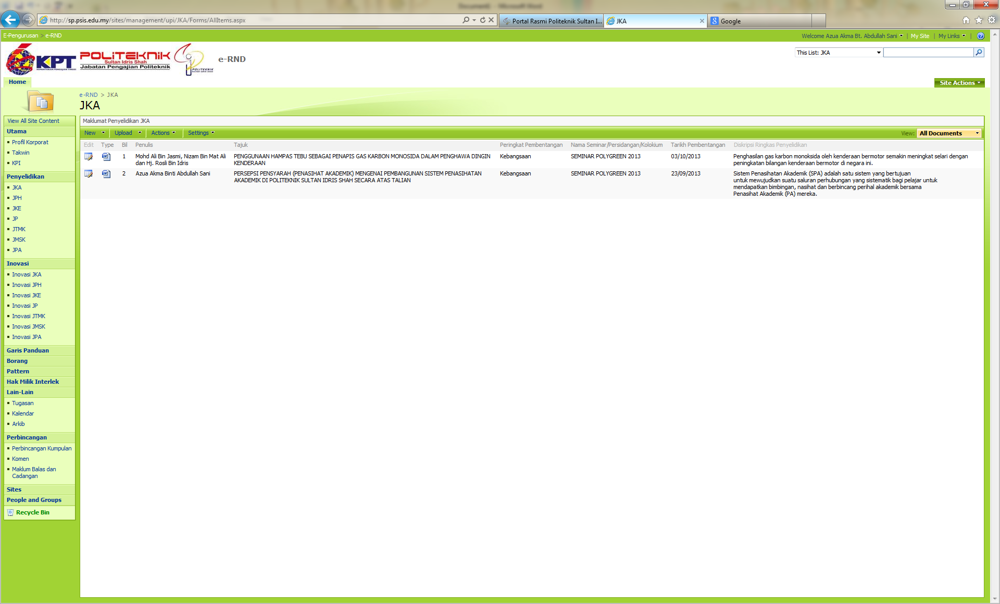 Document1 - Microsoft Word
http://sp.psis.edu.my/sites/management/upi/JKA/Forms/AllItems.aspx
Portal Rasmi Politeknik Sultan I...
JKA
Google
E-Pengurusan > e-RND
Welcome Azua Akma Bt. Abdullah Sani | My Site | My Links
KPT
KEMENTERIAN PENGAJIAN TINGGI
POLITEKNIK
Sultan Idris Shah
Jabatan Pengajian Politeknik
POLITEKNIK
SULTAN IDRIS SHAH
e-RND
This List: JKA
Home
Site Actions
e-RND > JKA
JKA
View All Site Content
Utama
Profil Korporat
Takwin
KPI
Penyelidikan
JKA
JPH
JKE
JP
JTMK
JMSK
JPA
Inovasi
Inovasi JKA
Inovasi JPH
Inovasi JKE
Inovasi JP
Inovasi JTMK
Inovasi JMSK
Inovasi JPA
Garis Panduan
Borang
Pattern
Hak Milik Interlek
Lain-Lain
Tugasan
Kalendar
Arkib
Perbincangan
Perbincangan Kumpulan
Komen
Maklum Balas dan
Cadangan
Sites
People and Groups
Recycle Bin
Maklumat Penyelidikan JKA
New Upload Actions Settings View: All Documents
Edit Type Bil Penulis Tajuk Peringkat Pembentangan Nama Seminar/Persidangan/Kolokium Tarikh Pembentangan Diskripsi Ringkas Penyelidikan
1 Mohd Ali Bin Jasmi, Nizam Bin Mat Ali PENGGUNAAN HAMPAS TEBU SEBAGAI PENAPIS GAS KARBON MONOSIDA DALAM PENGHAWA DINGIN Kebangsaan SEMINAR POLYGREEN 2013 03/10/2013 Penghasilan gas karbon monoksida oleh kenderaan bermotor semakin meningkat selari dengan
dan Hj. Rosli Bin Idris KENDERAAN peningkatan bilangan kenderaan bermotor di negara ini.
2 Azua Akma Binti Abdullah Sani PERSEPSI PENSYARAH (PENASIHAT AKADEMIK) MENGENAI PEMBANGUNAN SISTEM PENASIHATAN Kebangsaan SEMINAR POLYGREEN 2013 23/09/2013 Sistem Penasihatan Akademik (SPA) adalah satu sistem yang bertujuan
AKADEMIK DI POLITEKNIK SULTAN IDRIS SHAH SECARA ATAS TALIAN untuk mewujudkan suatu saluran perhubungan yang sistematik bagi pelajar untuk
mendapatkan bimbingan, nasihat dan berbincang perihal akademik bersama
Penasihat Akademik (PA) mereka.